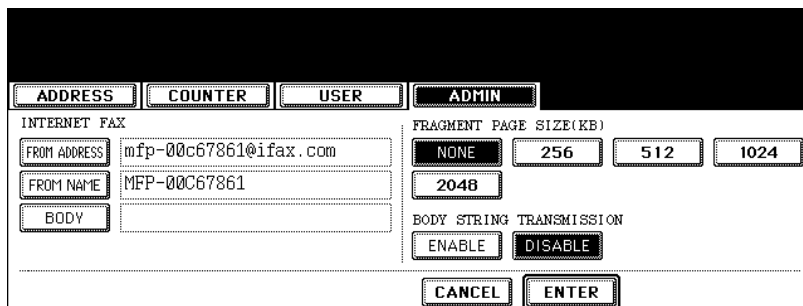 ADDRESS COUNTER USER ADMIN
INTERNET FAX
FROM ADDRESS mfp-00c67861@ifax.com
FROM NAME MFP-00C67861
BODY
FRAGMENT PAGE SIZE(KB)
NONE 256 512 1024
2048
BODY STRING TRANSMISSION
ENABLE DISABLE
CANCEL ENTER